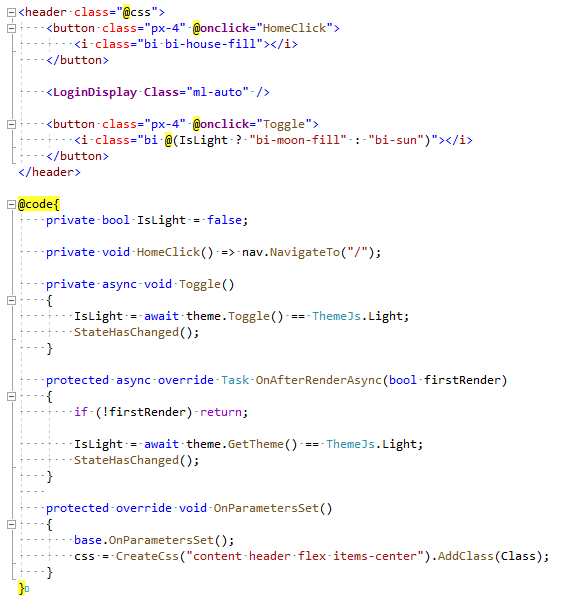 <header class="@css">
    <button class="px-4" @onclick="HomeClick">
        <i class="bi bi-house-fill"></i>
    </button>

    <LoginDisplay Class="ml-auto" />

    <button class="px-4" @onclick="Toggle">
        <i class="bi @(IsLight ? "bi-moon-fill" : "bi-sun")"></i>
    </button>
</header>

@code{
    private bool IsLight = false;

    private void HomeClick() => nav.NavigateTo("/");

    private async void Toggle()
    {
        IsLight = await theme.Toggle() == ThemeJs.Light;
        StateHasChanged();
    }

    protected async override Task OnAfterRenderAsync(bool firstRender)
    {
        if (!firstRender) return;

        IsLight = await theme.GetTheme() == ThemeJs.Light;
        StateHasChanged();
    }

    protected override void OnParametersSet()
    {
        base.OnParametersSet();
        css = CreateCss("content header flex items-center").AddClass(Class);
    }
}